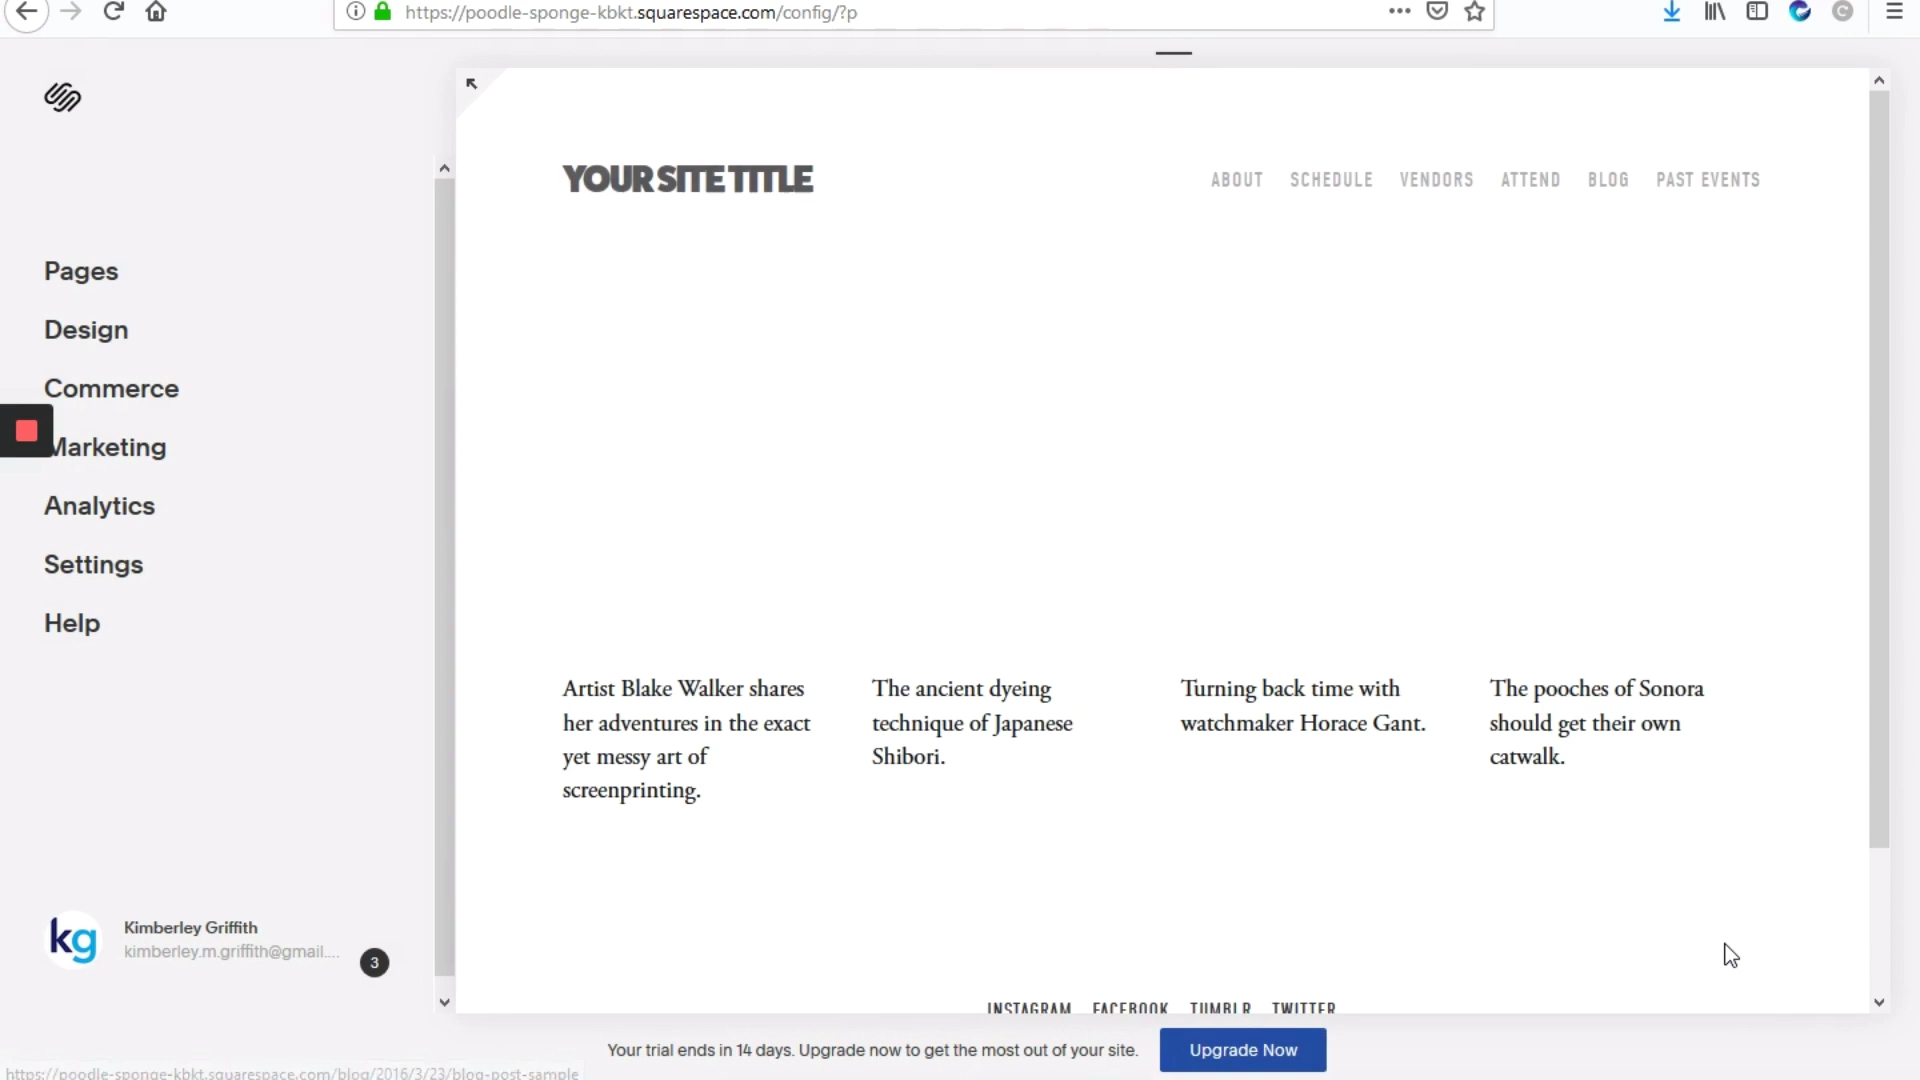 https://poodle-sponge-kbkt.squarespace.com/config/?p
YOUR SITE TITLE
ABOUT SCHEDULE VENDORS ATTEND BLOG PAST EVENTS
Pages
Design
Commerce
Marketing
Analytics
Settings
Help
Artist Blake Walker shares
her adventures in the exact
yet messy art of
screenprinting.
The ancient dyeing
technique of Japanese
Shibori.
Turning back time with
watchmaker Horace Gant.
The pooches of Sonora
should get their own
catwalk.
kg
Kimberley Griffith
kimberley.m.griffith@gmail....
3
INSTAGRAM FACEBOOK TUMBLR TWITTER
Your trial ends in 14 days. Upgrade now to get the most out of your site.
Upgrade Now
https://poodle-sponge-kbkt.squarespace.com/blog/2016/3/23/blog-post-sample